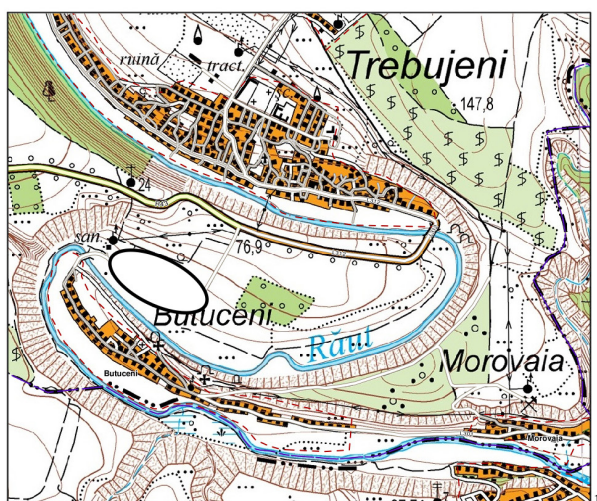 ruină
tract.
Trebujeni
147,8
24
san.
76,9
Butuceni
Răut
Butuceni
Morovaia
Morovaia